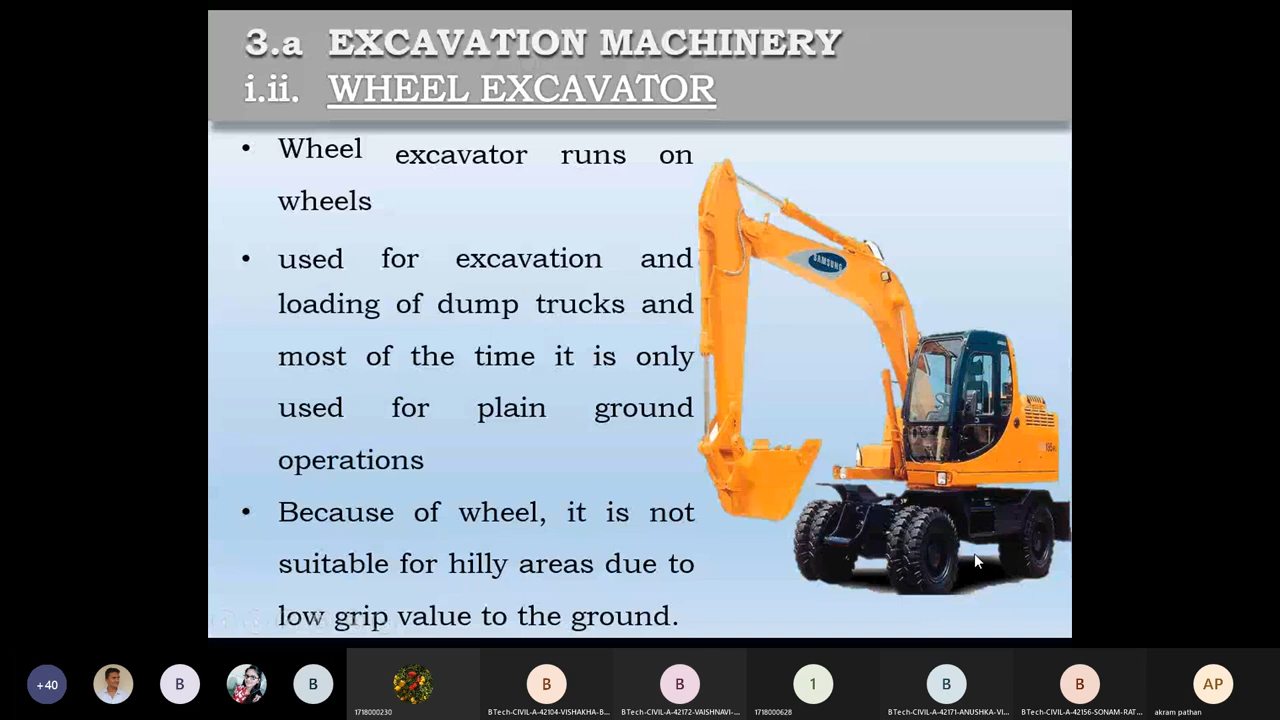 3.a EXCAVATION MACHINERY
i.ii. WHEEL EXCAVATOR
• Wheel excavator runs on
wheels
• used for excavation and
loading of dump trucks and
most of the time it is only
used for plain ground
operations
• Because of wheel, it is not
suitable for hilly areas due to
low grip value to the ground.
SAMSUNG
+40
B
B
B
B
1
B
B
AP
1718000230
BTech-CIVIL-A-42104-VISHAKHA-B...
BTech-CIVIL-A-42172-VAISHNAVI-...
1718000628
BTech-CIVIL-A-42171-ANUSHKA-VI...
BTech-CIVIL-A-42156-SONAM-RAT...
akram pathan